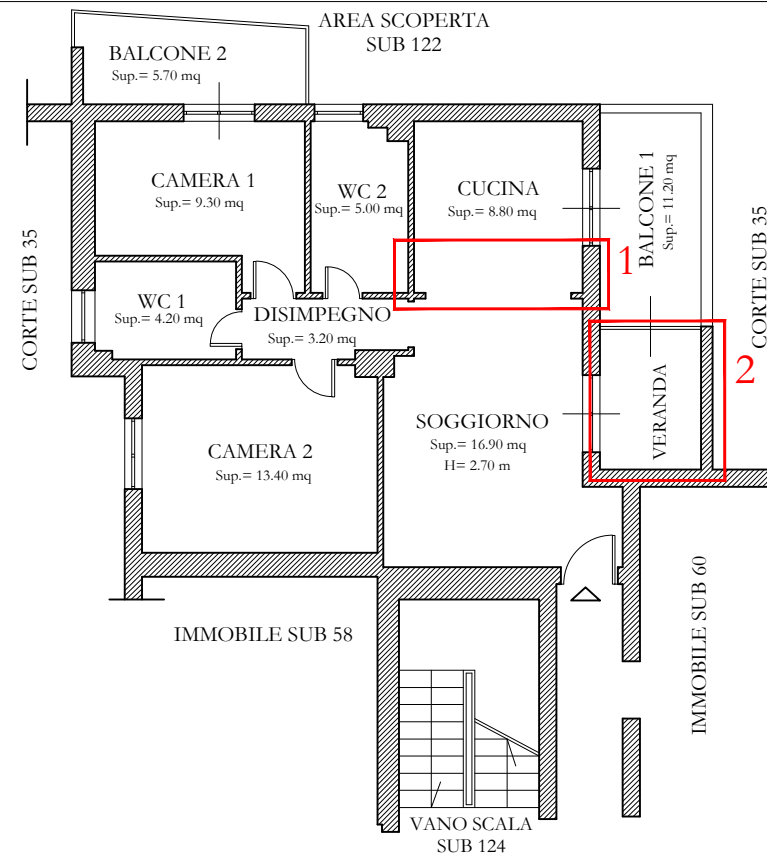 AREA SCOPERTA
SUB 122
BALCONE 2
Sup.= 5.70 mq
CAMERA 1
Sup.= 9.30 mq
WC 2
Sup.= 5.00 mq
CUCINA
Sup.= 8.80 mq
BALCONE 1
Sup.= 11.20 mq
CORTE SUB 35
CORTE SUB 35
1
WC 1
Sup.= 4.20 mq
DISIMPEGNO
Sup.= 3.20 mq
2
VERANDA
SOGGIORNO
Sup.= 16.90 mq
H= 2.70 m
CAMERA 2
Sup.= 13.40 mq
IMMOBILE SUB 58
IMMOBILE SUB 60
VANO SCALA
SUB 124